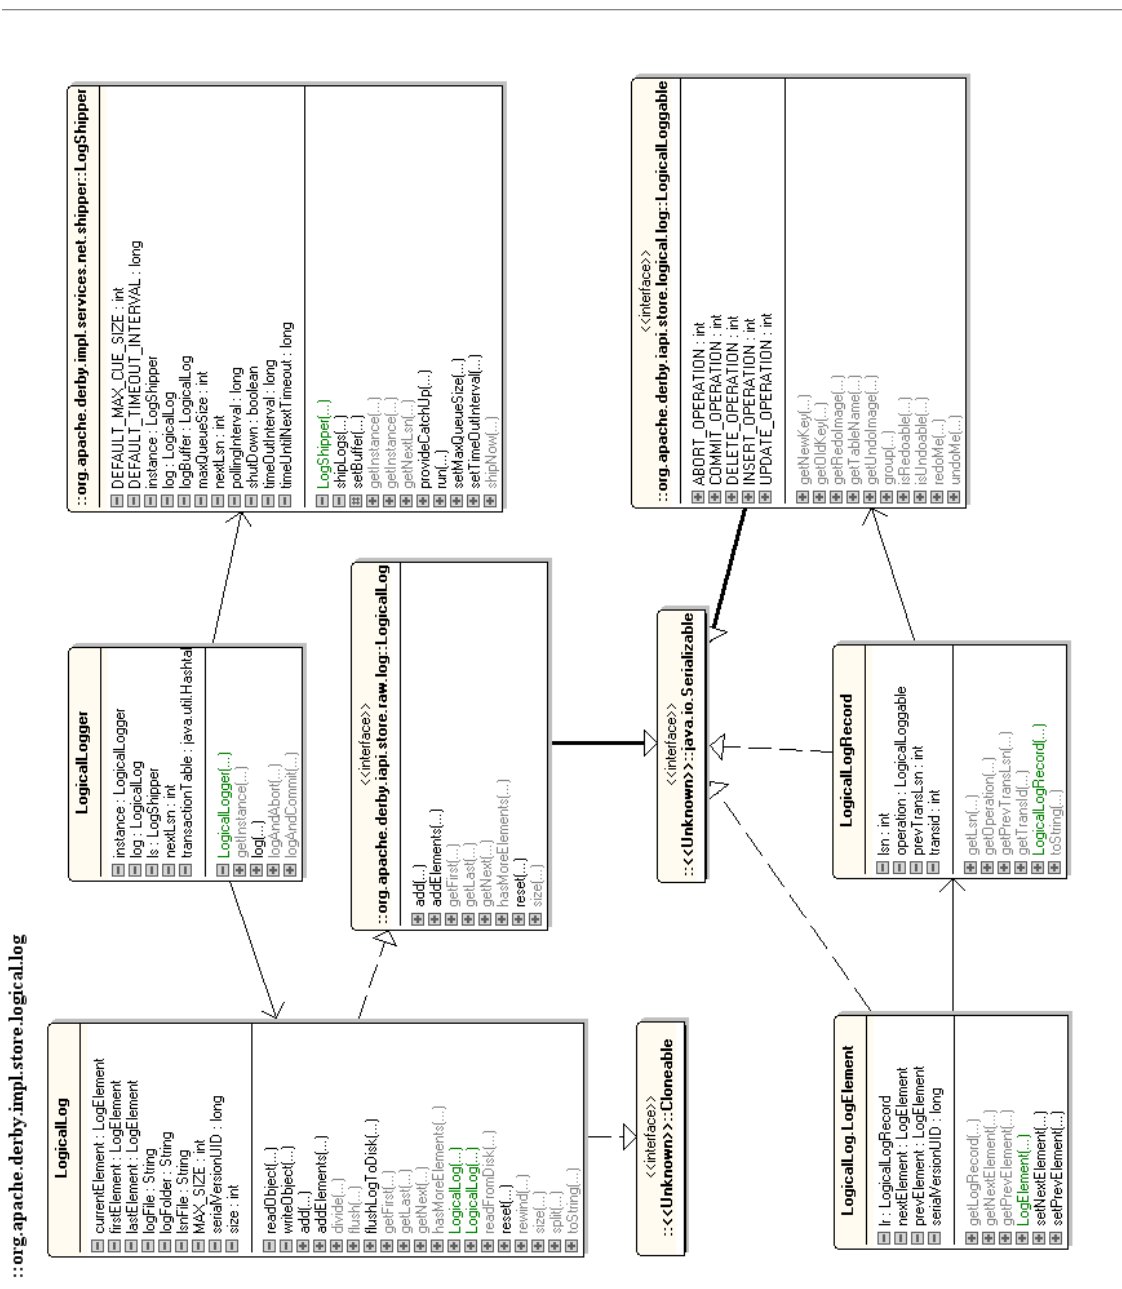 ::org.apache.derby.impl.store.logical.log
LogicalLog
currentElement : LogElement
firstElement : LogElement
lastElement : LogElement
logFile : String
logFolder : String
lsnFile : String
MAX_SIZE : int
serialVersionUID : long
size : int
readObject(...)
writeObject(...)
add(...)
addElements(...)
divide(...)
flush(...)
flushLogToDisk(...)
getFirst(...)
getLast(...)
getNext(...)
hasMoreElements(...)
LogicalLog(...)
LogicalLog(...)
readFromDisk(...)
reset(...)
rewind(...)
size(...)
split(...)
toString(...)
LogicalLogger
instance : LogicalLogger
log : LogicalLog
ls : LogShipper
nextLsn : int
transactionTable : java.util.Hashtal
LogicalLogger(...)
getInstance(...)
log(...)
logAndAbort(...)
logAndCommit(...)
::org.apache.derby.impl.services.net.shipper::LogShipper
DEFAULT_MAX_CUE_SIZE : int
DEFAULT_TIMEOUT_INTERVAL : long
instance : LogShipper
log : LogicalLog
logBuffer : LogicalLog
maxQueueSize : int
nextLsn : int
pollingInterval : long
shutDown : boolean
timeOutInterval : long
timeUntilNextTimeout : long
LogShipper(...)
shipLogs(...)
setBuffer(...)
getInstance(...)
getInstance(...)
getNextLsn(...)
provideCatchUp(...)
run(...)
setMaxQueueSize(...)
setTimeOutInterval(...)
shipNow(...)
<<interface>>
::org.apache.derby.iapi.store.raw.log::LogicalLog
add(...)
addElements(...)
getFirst(...)
getLast(...)
getNext(...)
hasMoreElements(...)
reset(...)
size(...)
<<interface>>
::<<Unknown>>::Cloneable
<<interface>>
::<<Unknown>>::java.io.Serializable
<<interface>>
::org.apache.derby.iapi.store.logical.log::LogicalLoggable
ABORT_OPERATION : int
COMMIT_OPERATION : int
DELETE_OPERATION : int
INSERT_OPERATION : int
UPDATE_OPERATION : int
getNewKey(...)
getOldKey(...)
getRedoImage(...)
getTableName(...)
getUndoImage(...)
group(...)
isRedoable(...)
isUndoable(...)
redoMe(...)
undoMe(...)
LogicalLog.LogElement
lr : LogicalLogRecord
nextElement : LogElement
prevElement : LogElement
serialVersionUID : long
getLogRecord(...)
getNextElement(...)
getPrevElement(...)
LogElement(...)
setNextElement(...)
setPrevElement(...)
LogicalLogRecord
lsn : int
operation : LogicalLoggable
prevTransLsn : int
transId : int
getLsn(...)
getOperation(...)
getPrevTransLsn(...)
getTransId(...)
LogicalLogRecord(...)
toString(...)